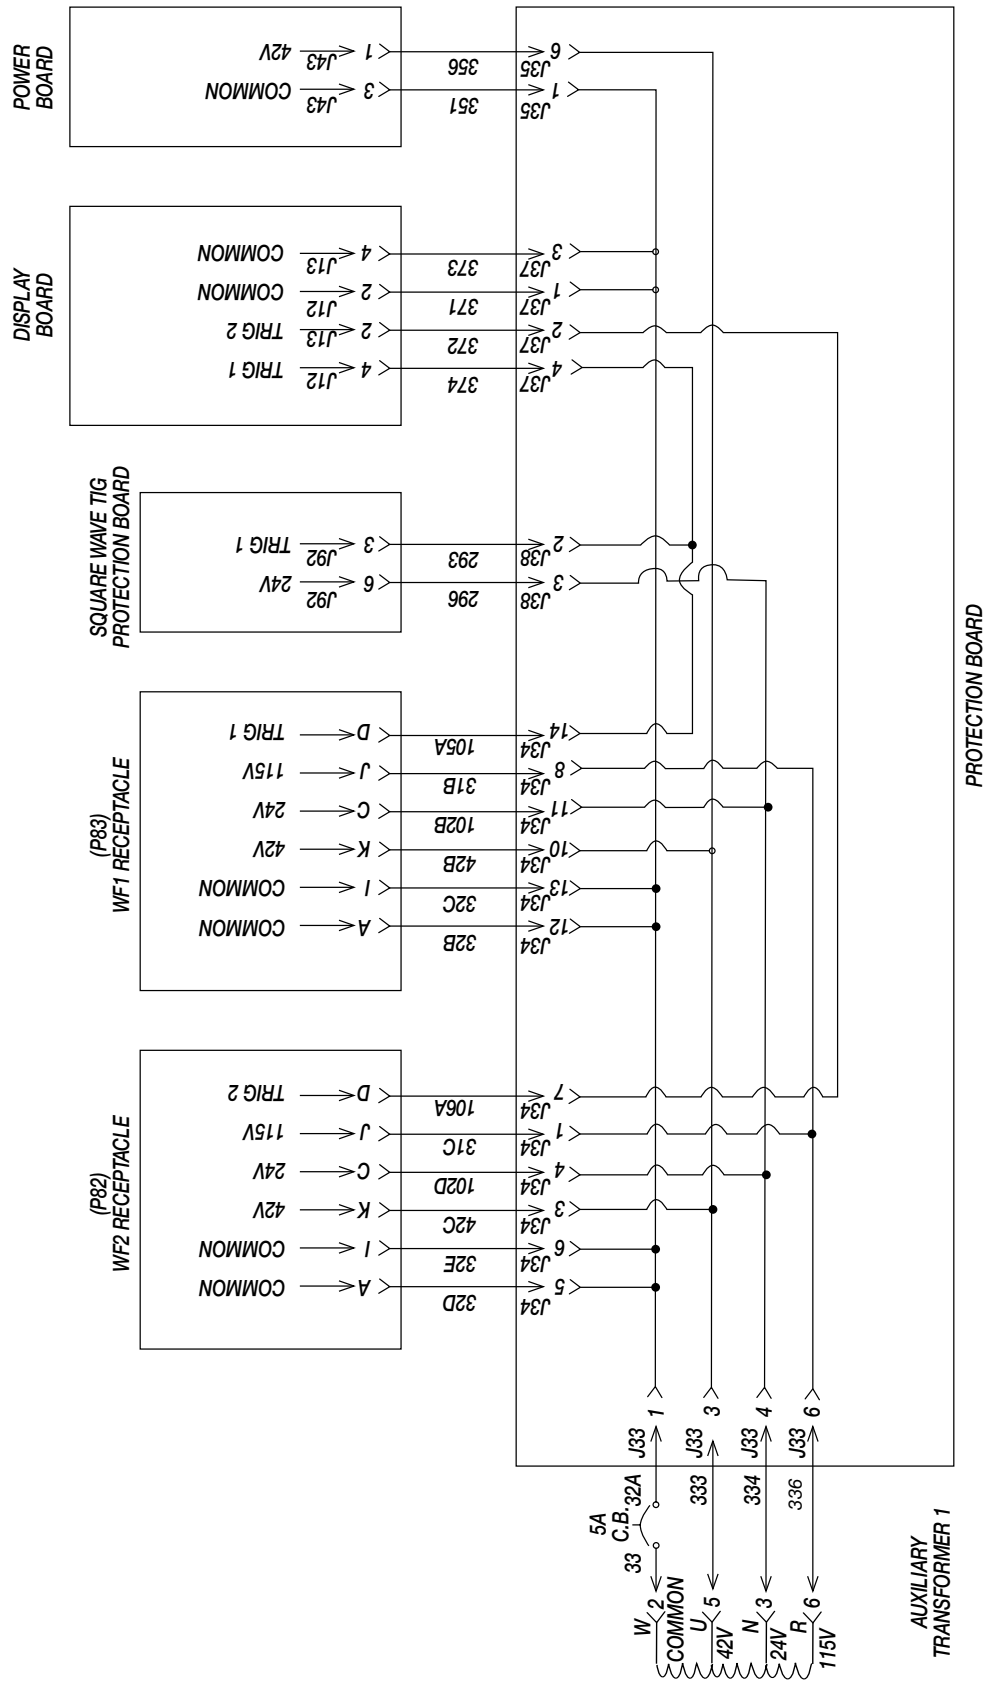 POWER
BOARD
42V J43 1 356 J35 6
COMMON J43 3 351 J35 1
DISPLAY
BOARD
COMMON J13 4 373 J37 3
COMMON J12 2 371 J37 1
TRIG 2 J13 2 372 J37 2
TRIG 1 J12 4 374 J37 4
SQUARE WAVE TIG
PROTECTION BOARD
TRIG 1 J92 3 293 J38 2
24V J92 6 296 J38 3
(P83)
WF1 RECEPTACLE
TRIG 1 D 105A J34 14
115V J 31B J34 8
24V C 102B J34 11
42V K 42B J34 10
COMMON I 32C J34 13
COMMON A 32B J34 12
(P82)
WF2 RECEPTACLE
TRIG 2 D 106A J34 7
115V J 31C J34 1
24V C 102D J34 4
42V K 42C J34 3
COMMON I 32E J34 6
COMMON A 32D J34 5
PROTECTION BOARD
W 2 33 5A C.B. 32A J33 1
COMMON
U 5 333 J33 3
42V
N 3 334 J33 4
24V
R 6 336 J33 6
115V
AUXILIARY
TRANSFORMER 1